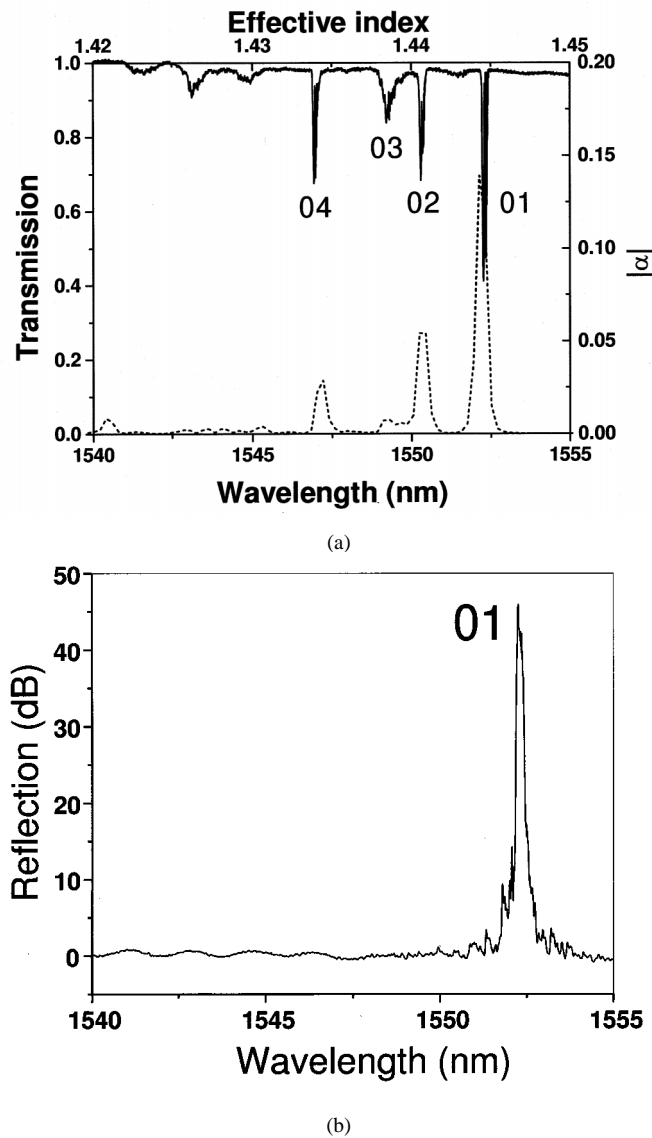 Effective index
1.42 1.43 1.44 1.45
1.0 0.20
0.8 0.15
0.6 0.10
0.4 0.05
0.2 0.00
0.0
Transmission
|α|
04 03 02 01
1540 1545 1550 1555
Wavelength (nm)
(a)
50
40
30
20
10
0
Reflection (dB)
01
1540 1545 1550 1555
Wavelength (nm)
(b)